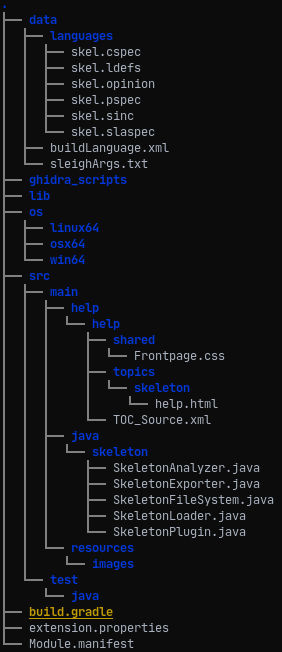 .
├── data
│   ├── languages
│   │   ├── skel.cspec
│   │   ├── skel.ldefs
│   │   ├── skel.opinion
│   │   ├── skel.pspec
│   │   ├── skel.sinc
│   │   └── skel.slaspec
│   ├── buildLanguage.xml
│   └── sleighArgs.txt
├── ghidra_scripts
├── lib
├── os
│   ├── linux64
│   ├── osx64
│   └── win64
├── src
│   ├── main
│   │   ├── help
│   │   │   └── help
│   │   │       ├── shared
│   │   │       │   └── Frontpage.css
│   │   │       ├── topics
│   │   │       │   └── skeleton
│   │   │       │       └── help.html
│   │   │       └── TOC_Source.xml
│   │   ├── java
│   │   │   └── skeleton
│   │   │       ├── SkeletonAnalyzer.java
│   │   │       ├── SkeletonExporter.java
│   │   │       ├── SkeletonFileSystem.java
│   │   │       ├── SkeletonLoader.java
│   │   │       └── SkeletonPlugin.java
│   │   └── resources
│   │       └── images
│   └── test
│       └── java
├── build.gradle
├── extension.properties
└── Module.manifest